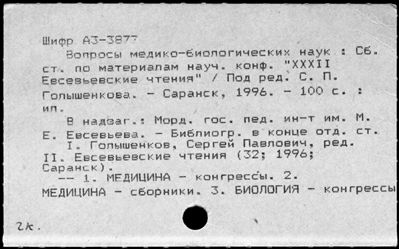 Шифр А3-3877
Вопросы медико-биологических наук : Сб.
ст. по материалам науч. конф. "XXXII
Евсевьевские чтения" / Под ред. С. П.
Голышенкова. - Саранск, 1996. - 100 с. :
ил.
В надзаг.: Морд. гос. пед. ин-т им. М.
Е. Евсевьева. - Библиогр. в конце отд. ст.
I. Голышенков, Сергей Павлович, ред.
II. Евсевьевские чтения (32; 1996;
Саранск).
-- 1. МЕДИЦИНА - конгрессы. 2.
МЕДИЦИНА - сборники. 3. БИОЛОГИЯ - конгрессы
2к.